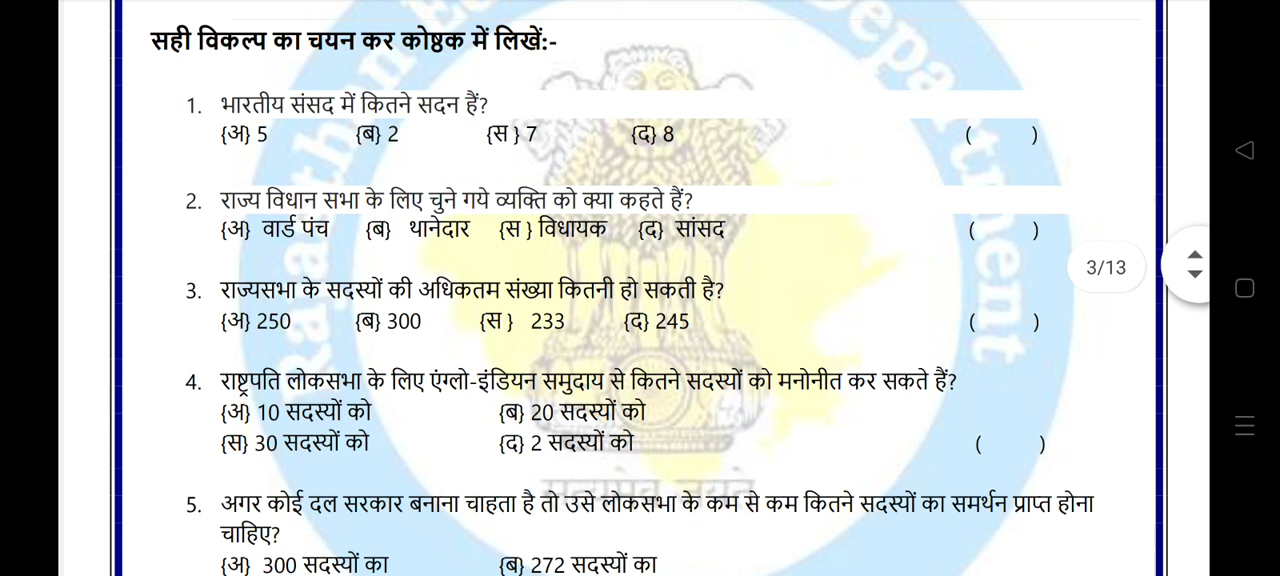 सही विकल्प का चयन कर कोष्ठक में लिखें:-
1. भारतीय संसद में कितने सदन हैं?
{अ} 5 {ब} 2 {स } 7 {द} 8 ( )
2. राज्य विधान सभा के लिए चुने गये व्यक्ति को क्या कहते हैं?
{अ} वार्ड पंच {ब} थानेदार {स } विधायक {द} सांसद ( )
3. राज्यसभा के सदस्यों की अधिकतम संख्या कितनी हो सकती है?
{अ} 250 {ब} 300 {स } 233 {द} 245 ( )
3/13
4. राष्ट्रपति लोकसभा के लिए एंग्लो-इंडियन समुदाय से कितने सदस्यों को मनोनीत कर सकते हैं?
{अ} 10 सदस्यों को {ब} 20 सदस्यों को
{स} 30 सदस्यों को {द} 2 सदस्यों को ( )
5. अगर कोई दल सरकार बनाना चाहता है तो उसे लोकसभा के कम से कम कितने सदस्यों का समर्थन प्राप्त होना
चाहिए?
{अ} 300 सदस्यों का {ब} 272 सदस्यों का